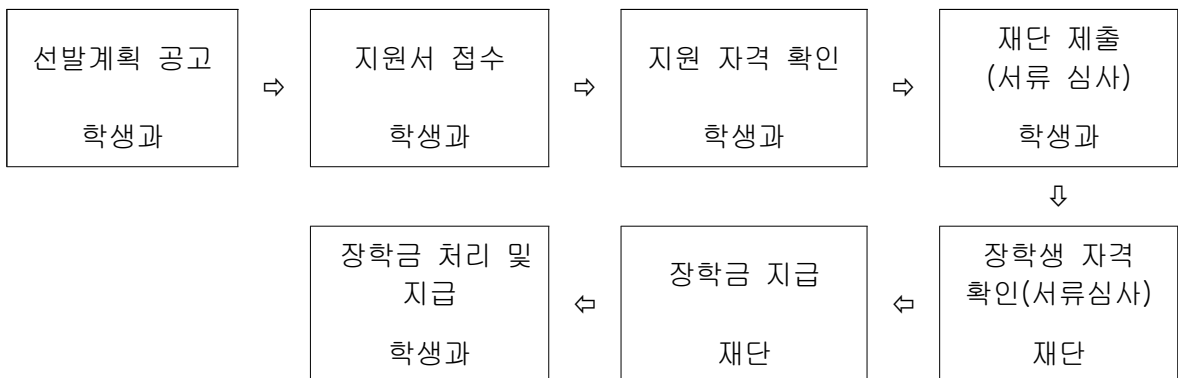 선발계획 공고
학생과
⇨
지원서 접수
학생과
⇨
지원 자격 확인
학생과
⇨
재단 제출
(서류 심사)
학생과
⇩
장학생 자격
확인(서류심사)
재단
⇦
장학금 지급
재단
⇦
장학금 처리 및
지급
학생과